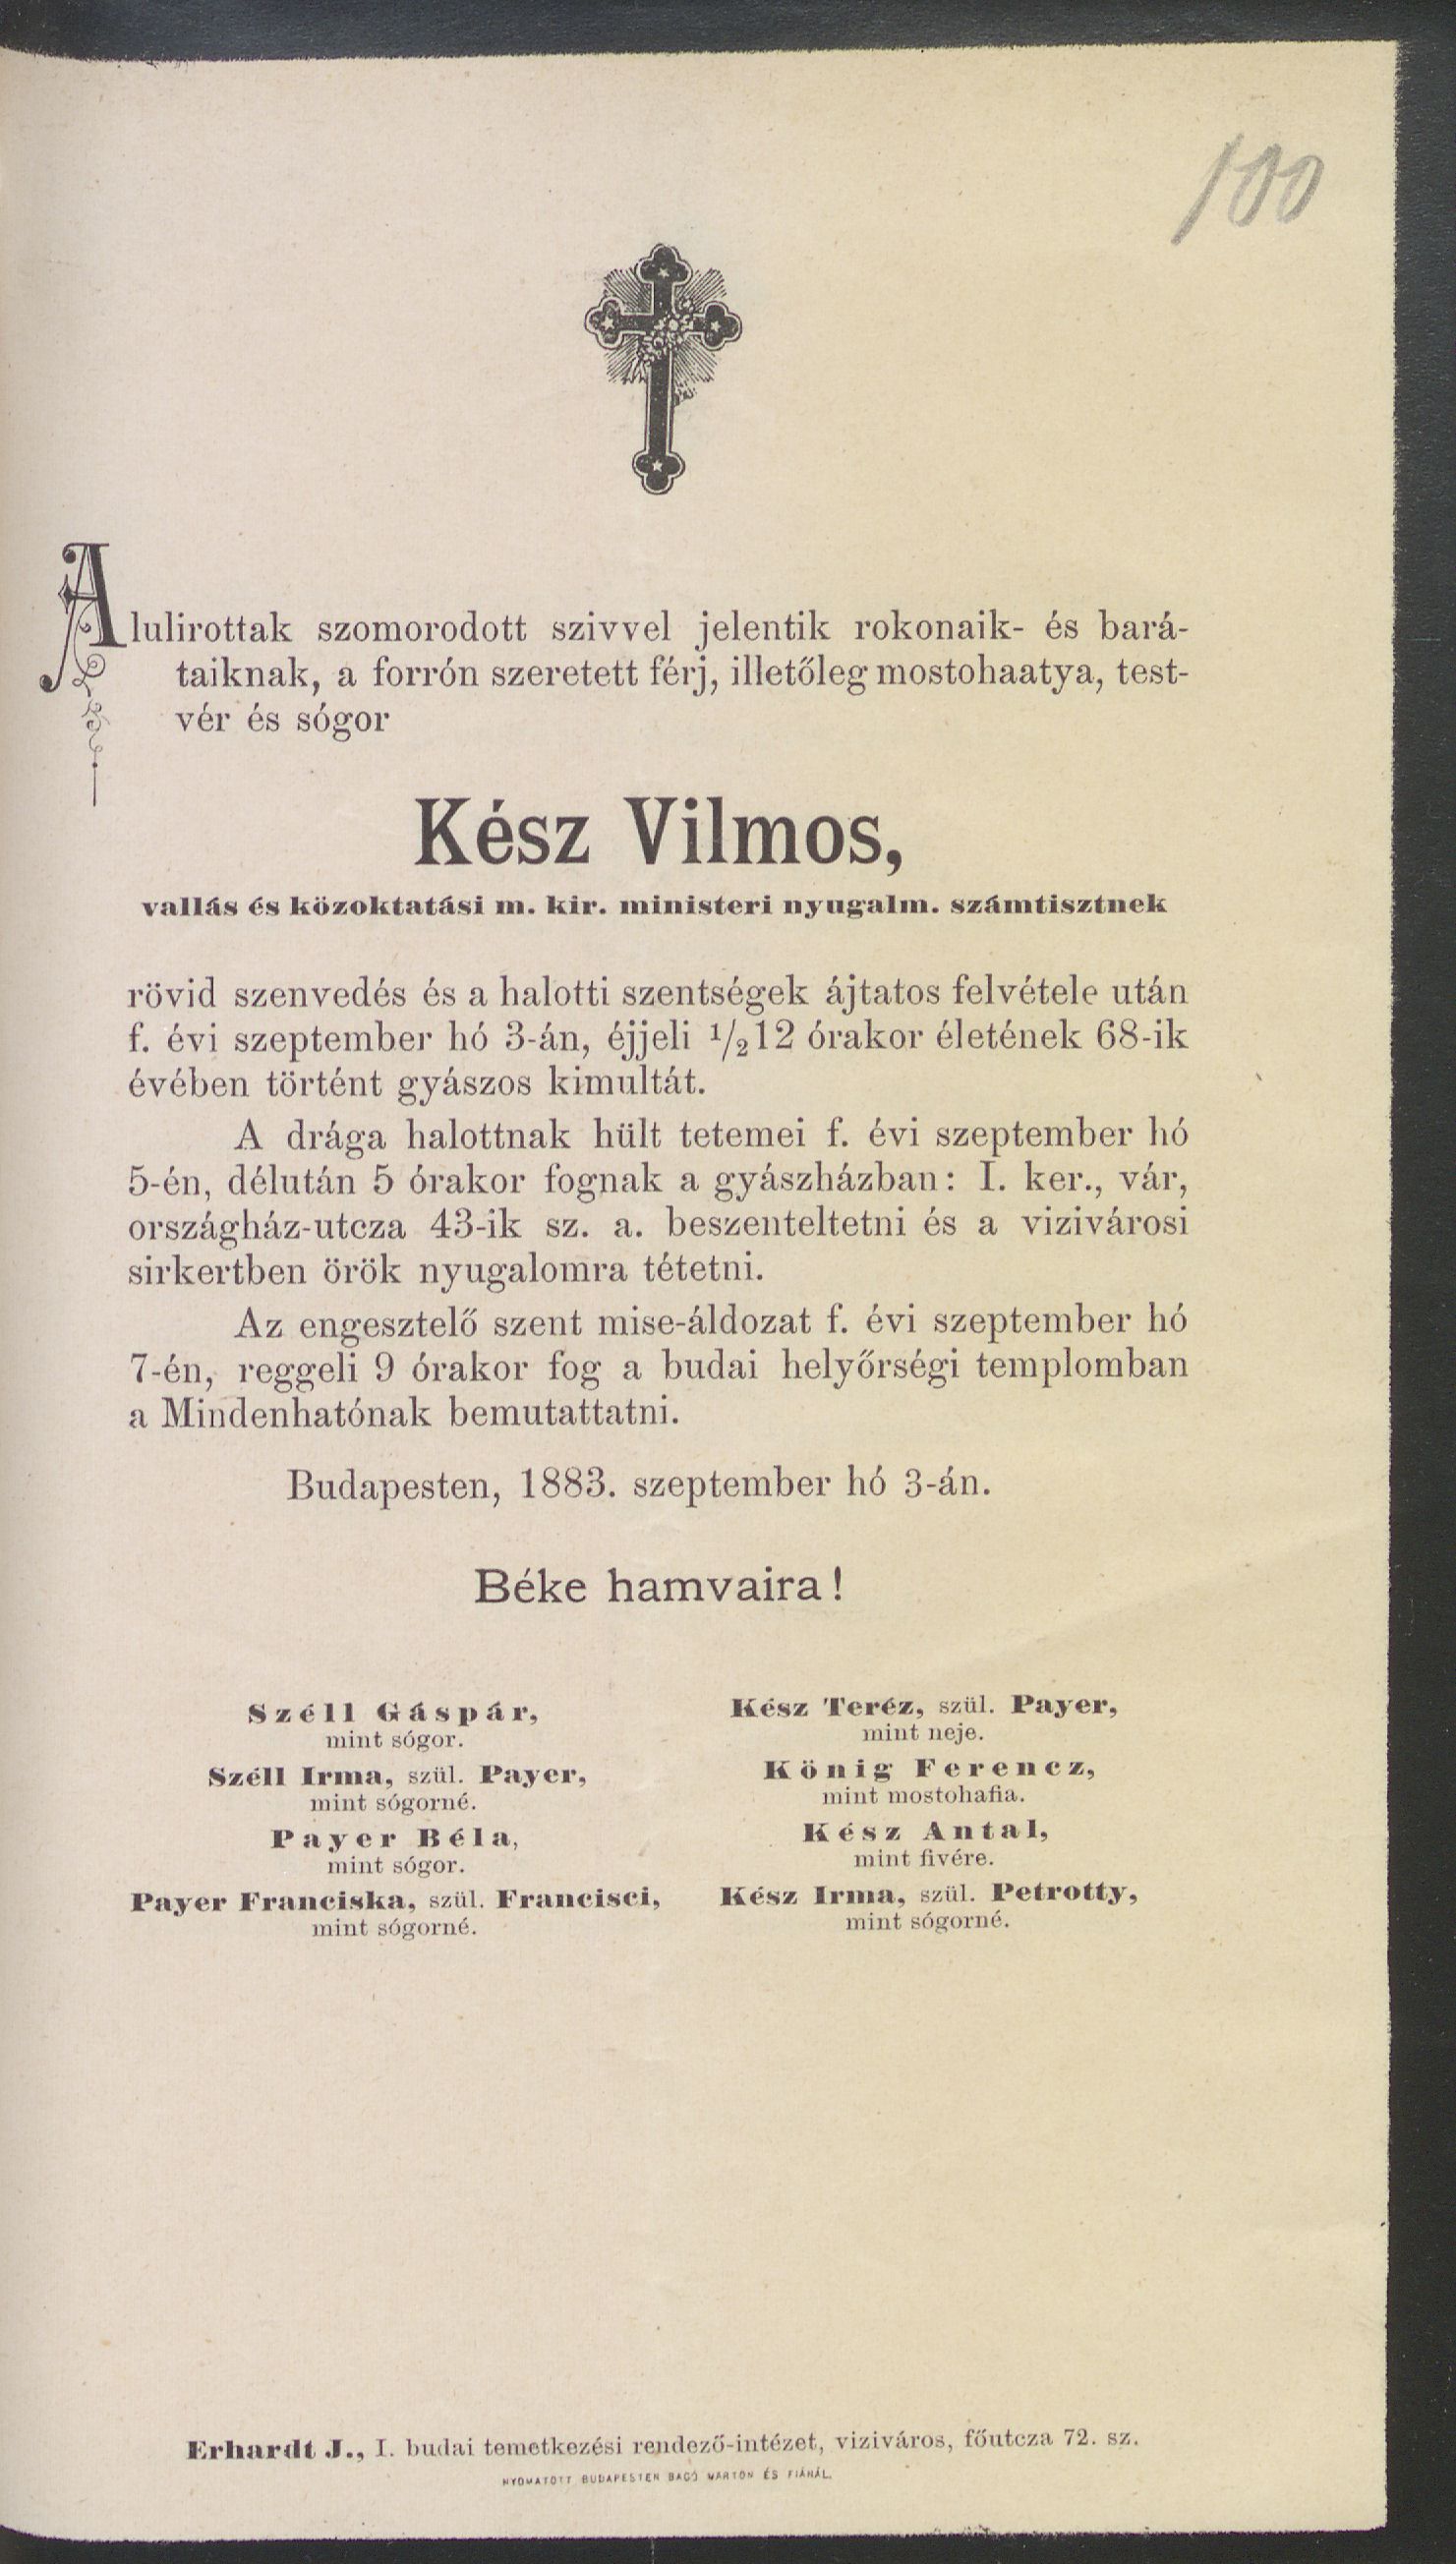 100
Alulirottak szomorodott szivvel jelentik rokonaik- és bará-
taiknak, a forrón szeretett férj, illetőleg mostohaatya, test-
vér és sógor
Kész Vilmos,
vallás és közoktatási m. kir. ministeri nyugalm. számtisztnek
rövid szenvedés és a halotti szentségek ájtatos felvétele után
f. évi szeptember hó 3-án, éjjeli 1/212 órakor életének 68-ik
évében történt gyászos kimultát.
A drága halottnak hült tetemei f. évi szeptember hó
5-én, délután 5 órakor fognak a gyászházban: I. ker., vár,
országház-utcza 43-ik sz. a. beszenteltetni és a vizivárosi
sirkertben örök nyugalomra tétetni.
Az engesztelő szent mise-áldozat f. évi szeptember hó
7-én, reggeli 9 órakor fog a budai helyőrségi templomban
a Mindenhatónak bemutattatni.
Budapesten, 1883. szeptember hó 3-án.
Béke hamvaira!
Széll Gáspár,
mint sógor.
Széll Irma, szül. Payer,
mint sógorné.
Payer Béla,
mint sógor.
Payer Franciska, szül. Francisci,
mint sógorné.
Kész Teréz, szül. Payer,
mint neje.
König Ferencz,
mint mostohafia.
Kész Antal,
mint fivére.
Kész Irma, szül. Petrotty,
mint sógorné.
Erhardt J., I. budai temetkezési rendező-intézet, viziváros, főutcza 72. sz.
NYOMATOTT BUDAPESTEN BAGÓ MÁRTON ÉS FIÁNÁL.